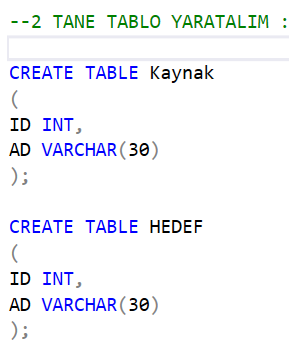 --2 TANE TABLO YARATALIM :
CREATE TABLE Kaynak
(
ID INT,
AD VARCHAR(30)
);
CREATE TABLE HEDEF
(
ID INT,
AD VARCHAR(30)
);